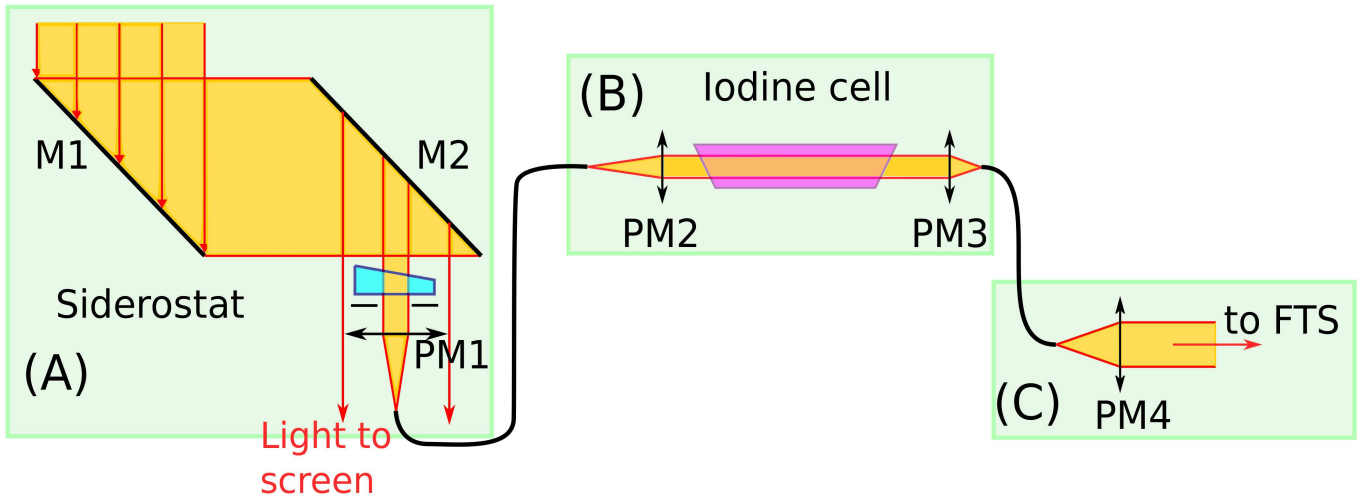 M1
M2
Siderostat
(A)
PM1
Light to
screen
(B)
Iodine cell
PM2
PM3
to FTS
(C)
PM4